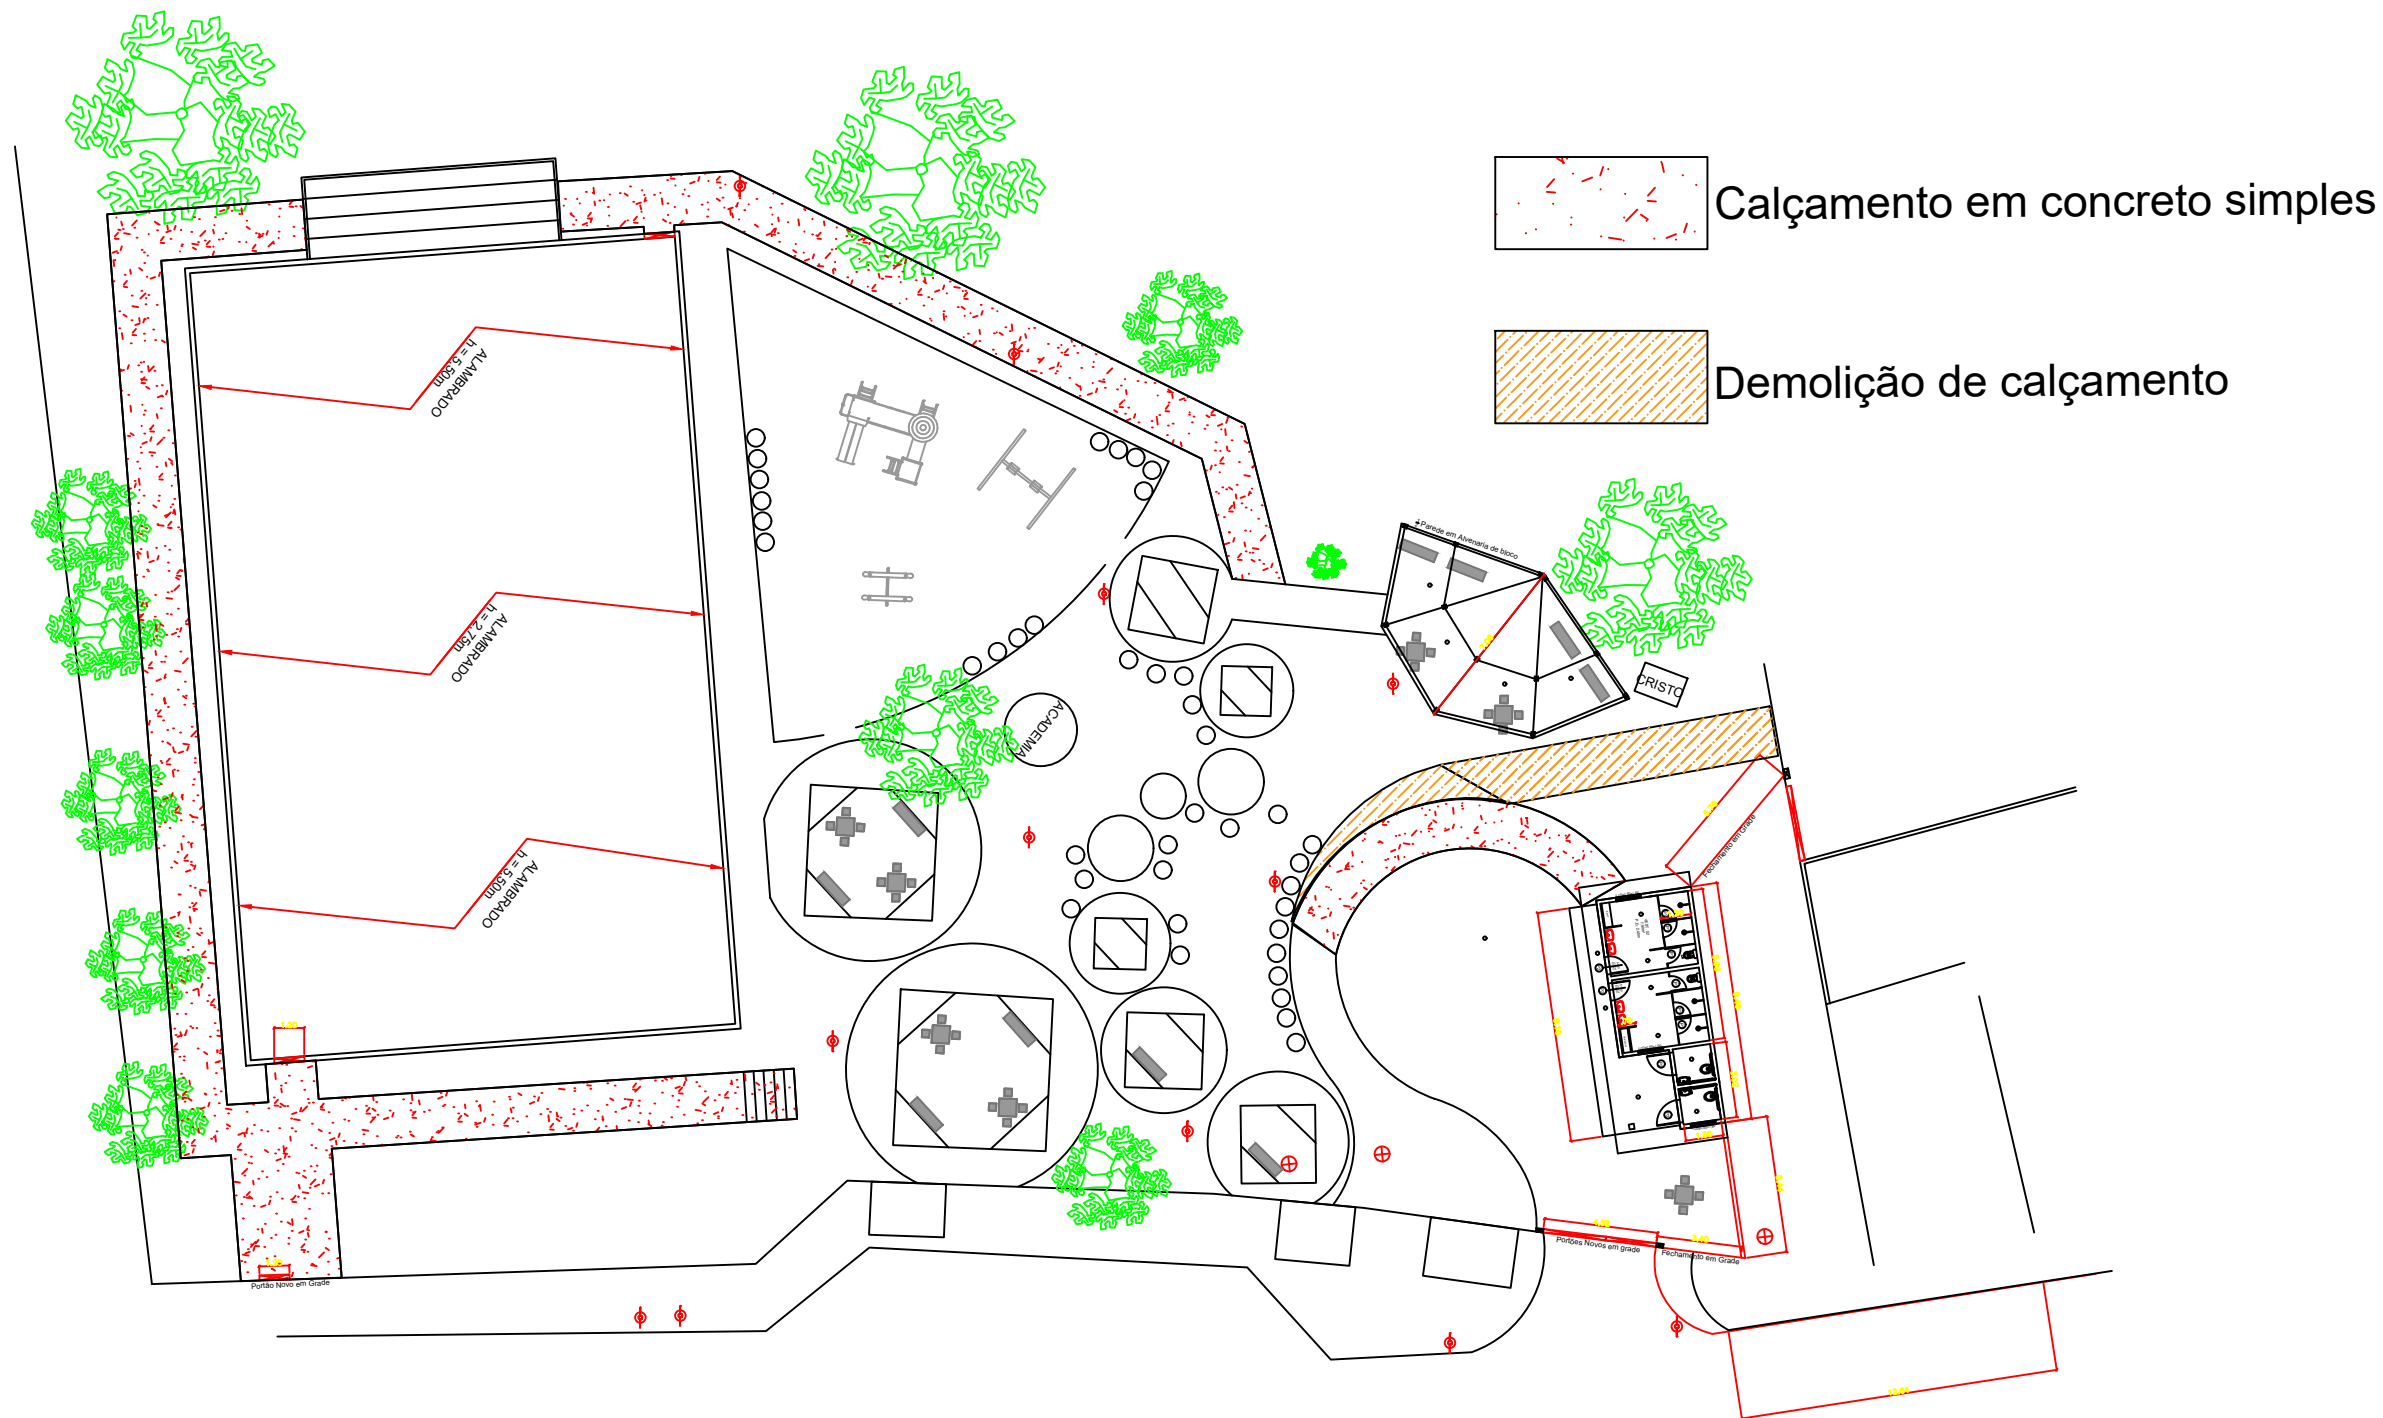 Calçamento em concreto simples
Demolição de calçamento
ALAMBRADO
h = 5,50m
ALAMBRADO
h = 2,75m
ALAMBRADO
h = 5,50m
Parede em Alvenaria de bloco
CRISTO
ACADEMIA
Fechamento em Grade
Portões Novos em grade
Fechamento em Grade
Portão Novo em Grade